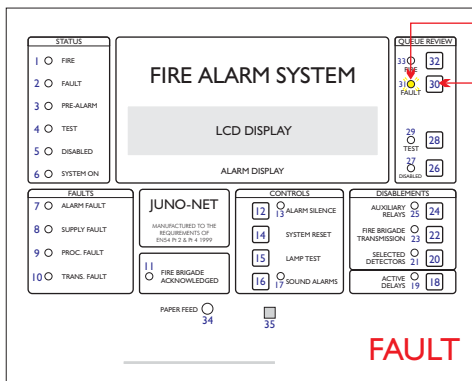 STATUS
1 FIRE
2 FAULT
3 PRE-ALARM
4 TEST
5 DISABLED
6 SYSTEM ON
FIRE ALARM SYSTEM
LCD DISPLAY
ALARM DISPLAY
QUEUE REVIEW
33 32
FIRE
31 30
FAULT
29 28
TEST
27 26
DISABLED
FAULTS
7 ALARM FAULT
8 SUPPLY FAULT
9 PROC. FAULT
10 TRANS. FAULT
JUNO-NET
MANUFACTURED TO THE
REQUIREMENTS OF
EN54 Pt 2 & Pt 4 1999
11 FIRE BRIGADE
ACKNOWLEDGED
CONTROLS
12 13 ALARM SILENCE
14 SYSTEM RESET
15 LAMP TEST
16 17 SOUND ALARMS
DISABLEMENTS
AUXILIARY
RELAYS 25 24
FIRE BRIGADE
TRANSMISSION 23 22
SELECTED
DETECTORS 21 20
ACTIVE
DELAYS 19 18
PAPER FEED
34
35
FAULT